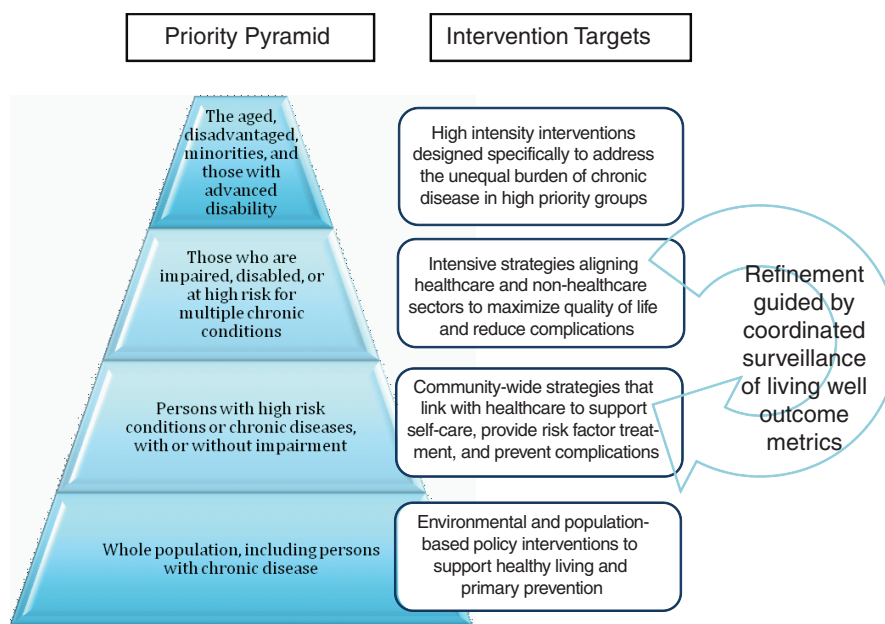 Priority Pyramid
Intervention Targets
The aged,
disadvantaged,
minorities, and
those with
advanced
disability
High intensity interventions
designed specifically to address
the unequal burden of chronic
disease in high priority groups
Those who are
impaired, disabled, or
at high risk for
multiple chronic
conditions
Intensive strategies aligning
healthcare and non-healthcare
sectors to maximize quality of life
and reduce complications
Persons with high risk
conditions or chronic diseases,
with or without impairment
Community-wide strategies that
link with healthcare to support
self-care, provide risk factor treat-
ment, and prevent complications
Whole population, including persons
with chronic disease
Environmental and population-
based policy interventions to
support healthy living and
primary prevention
Refinement
guided by
coordinated
surveillance
of living well
outcome
metrics